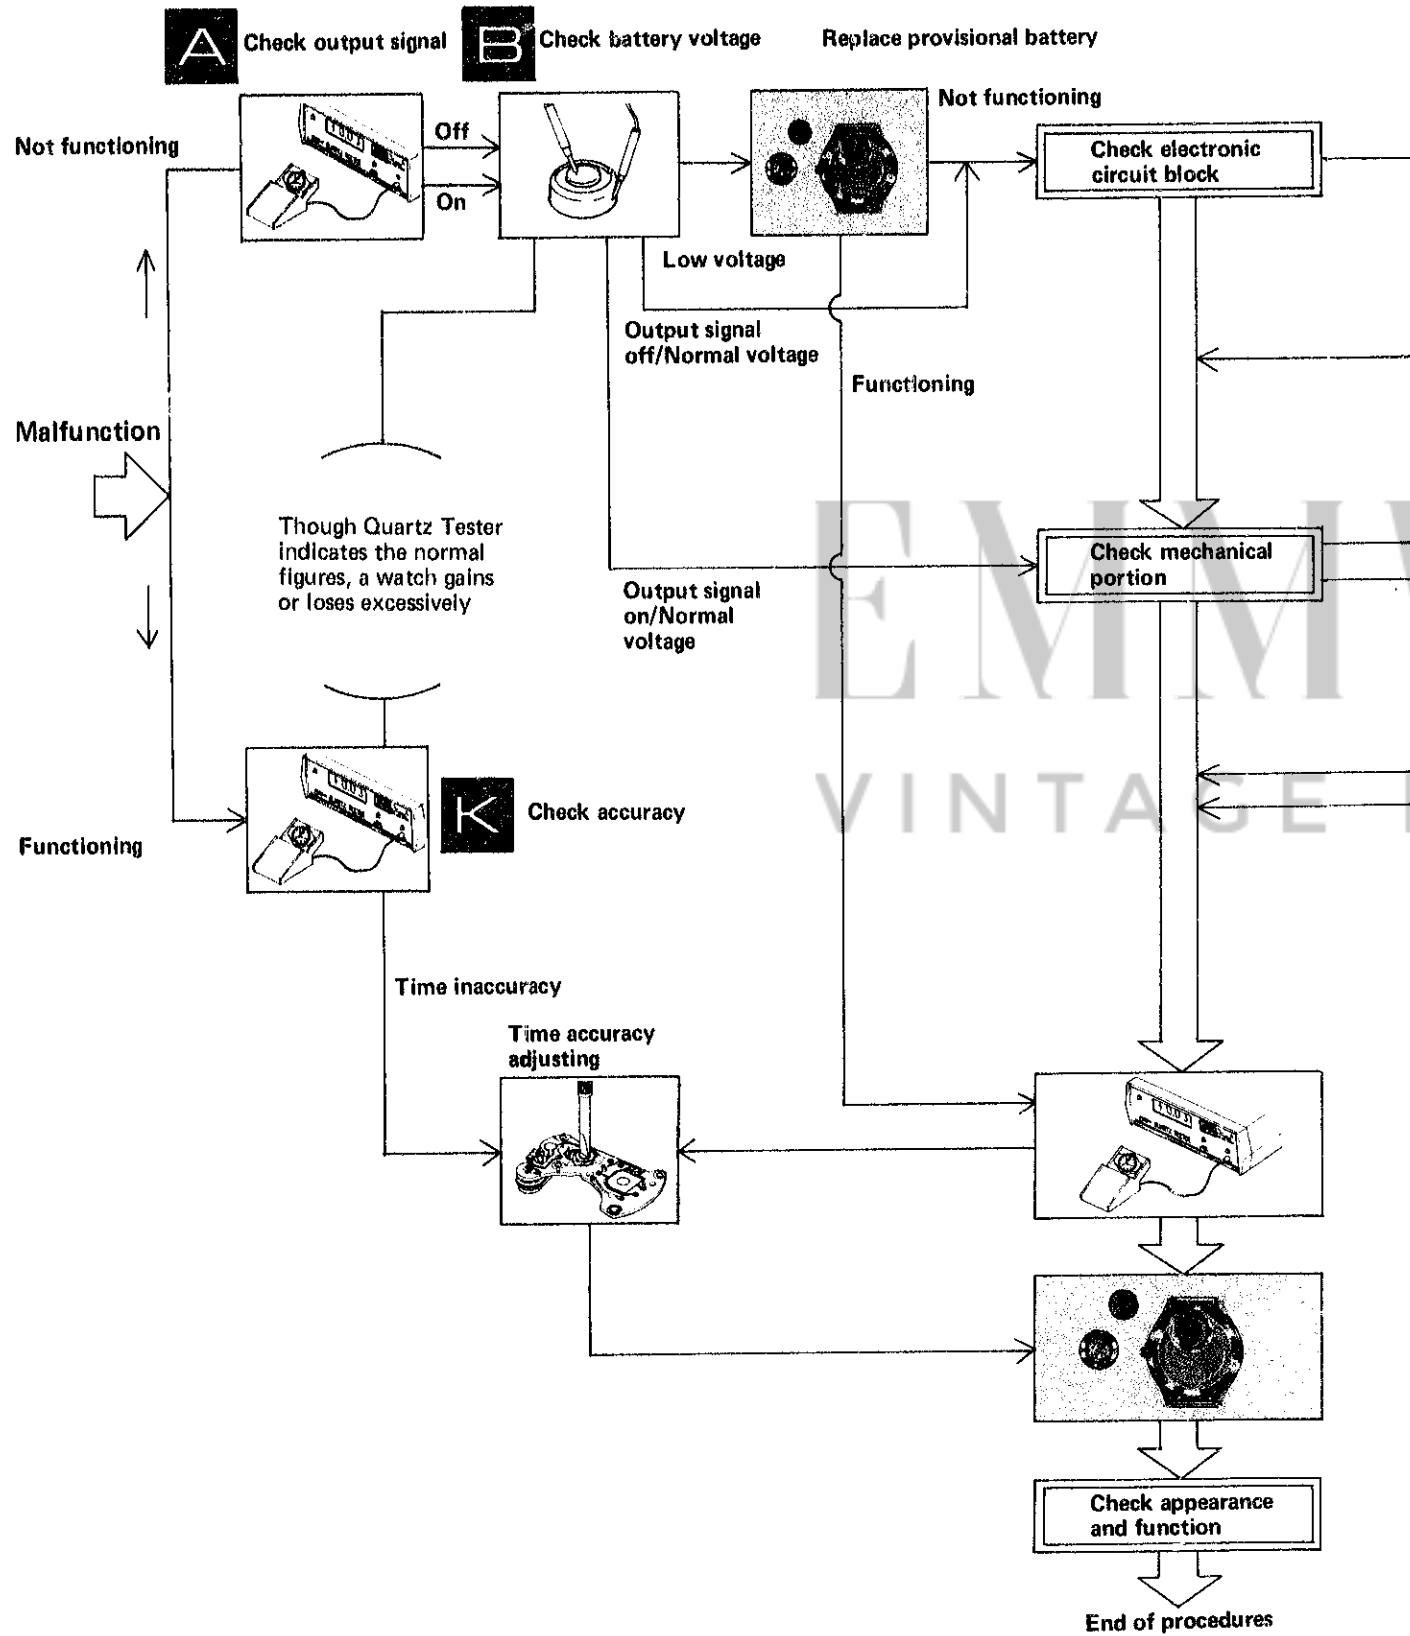 A Check output signal
B Check battery voltage
Replace provisional battery
Not functioning
Off
On
Not functioning
Check electronic
circuit block
Low voltage
Output signal
off/Normal voltage
Functioning
Malfunction
Though Quartz Tester
indicates the normal
figures, a watch gains
or loses excessively
Output signal
on/Normal
voltage
Check mechanical
portion
EMM
VINTAGE
K Check accuracy
Functioning
Time inaccuracy
Time accuracy
adjusting
QUARTZ TESTER
Check appearance
and function
End of procedures